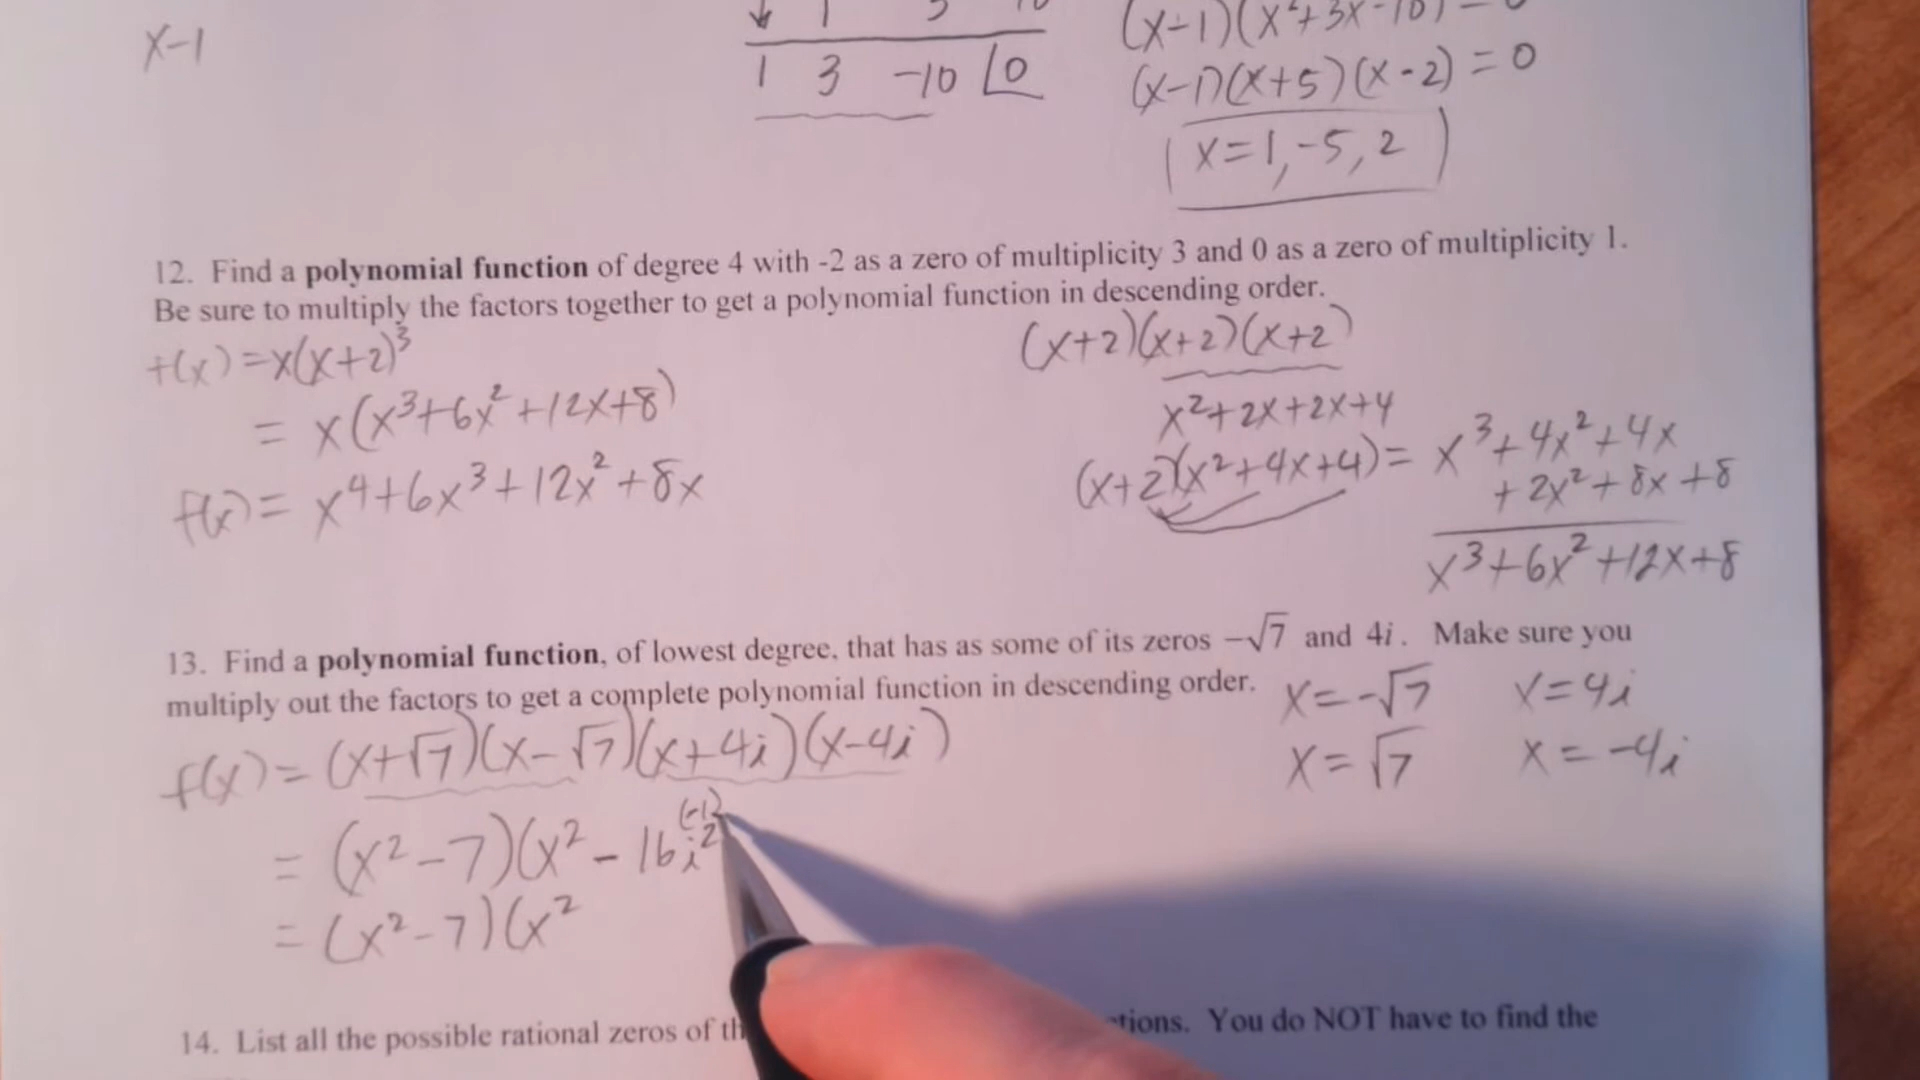 x-1
1 3 -10 0
(x-1)(x²+3x-10) = 0
(x-1)(x+5)(x-2) = 0
x=1,-5,2
12. Find a polynomial function of degree 4 with -2 as a zero of multiplicity 3 and 0 as a zero of multiplicity 1.
Be sure to multiply the factors together to get a polynomial function in descending order.
f(x)=x(x+2)³
= x(x³+6x²+12x+8)
f(x)= x⁴+6x³+12x²+8x
(x+2)(x+2)(x+2)
x²+2x+2x+4
(x+2)(x²+4x+4)= x³+4x²+4x
+2x²+8x+8
x³+6x²+12x+8
13. Find a polynomial function, of lowest degree, that has as some of its zeros -√7 and 4i. Make sure you
multiply out the factors to get a complete polynomial function in descending order.
x=-√7 x=4i
x=√7 x=-4i
f(x)=(x+√7)(x-√7)(x+4i)(x-4i)
(-1)
= (x²-7)(x²-16i²
= (x²-7)(x²
14. List all the possible rational zeros of tions. You do NOT have to find the